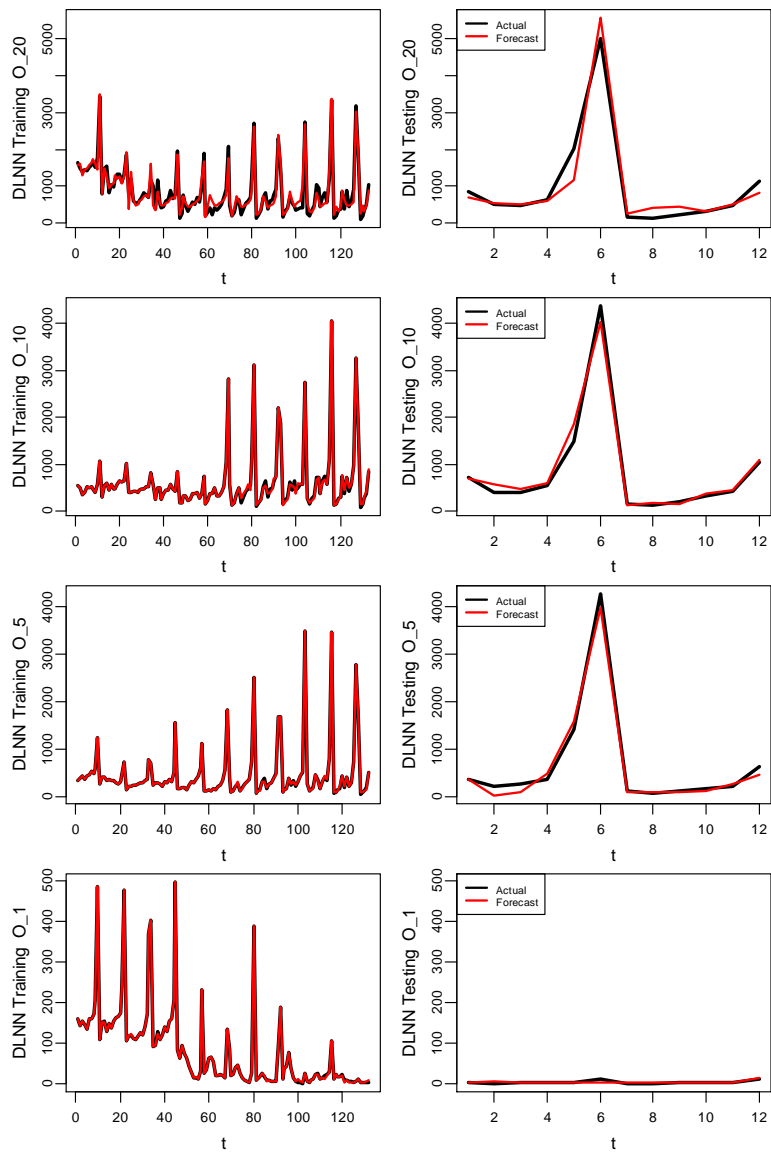 DLNN Training O_20
5000
3000
1000
0
0 20 40 60 80 100 120
t
DLNN Testing O_20
Actual
Forecast
5000
3000
1000
0
2 4 6 8 10 12
t
DLNN Training O_10
4000
3000
2000
1000
0
0 20 40 60 80 100 120
t
DLNN Testing O_10
Actual
Forecast
4000
3000
2000
1000
0
2 4 6 8 10 12
t
DLNN Training O_5
4000
3000
2000
1000
0
0 20 40 60 80 100 120
t
DLNN Testing O_5
Actual
Forecast
4000
3000
2000
1000
0
2 4 6 8 10 12
t
DLNN Training O_1
500
400
300
200
100
0
0 20 40 60 80 100 120
t
DLNN Testing O_1
Actual
Forecast
500
400
300
200
100
0
2 4 6 8 10 12
t